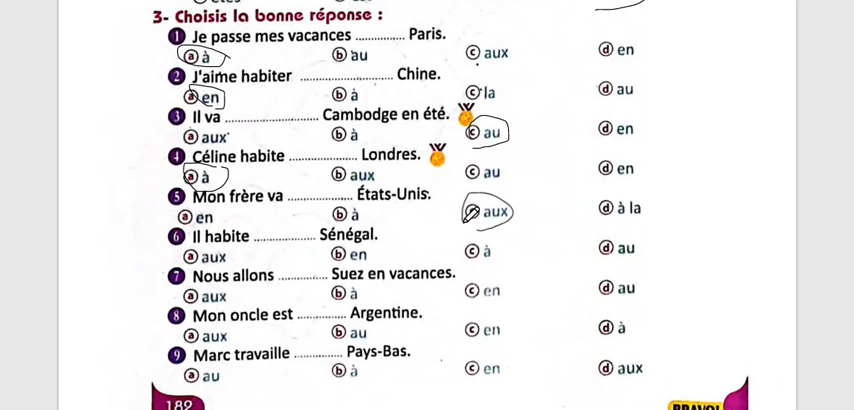 3- Choisis la bonne réponse :
1 Je passe mes vacances .............. Paris.
a à b au c aux d en
2 J'aime habiter .......................... Chine.
a en b à c la d au
3 Il va .......................... Cambodge en été.
a aux b à c au d en
4 Céline habite ................... Londres.
a à b aux c au d en
5 Mon frère va .................. États-Unis.
a en b à c aux d à la
6 Il habite ................. Sénégal.
a aux b en c à d au
7 Nous allons .............. Suez en vacances.
a aux b à c en d au
8 Mon oncle est .............. Argentine.
a aux b au c en d à
9 Marc travaille .............. Pays-Bas.
a au b à c en d aux
182 BRAVO!